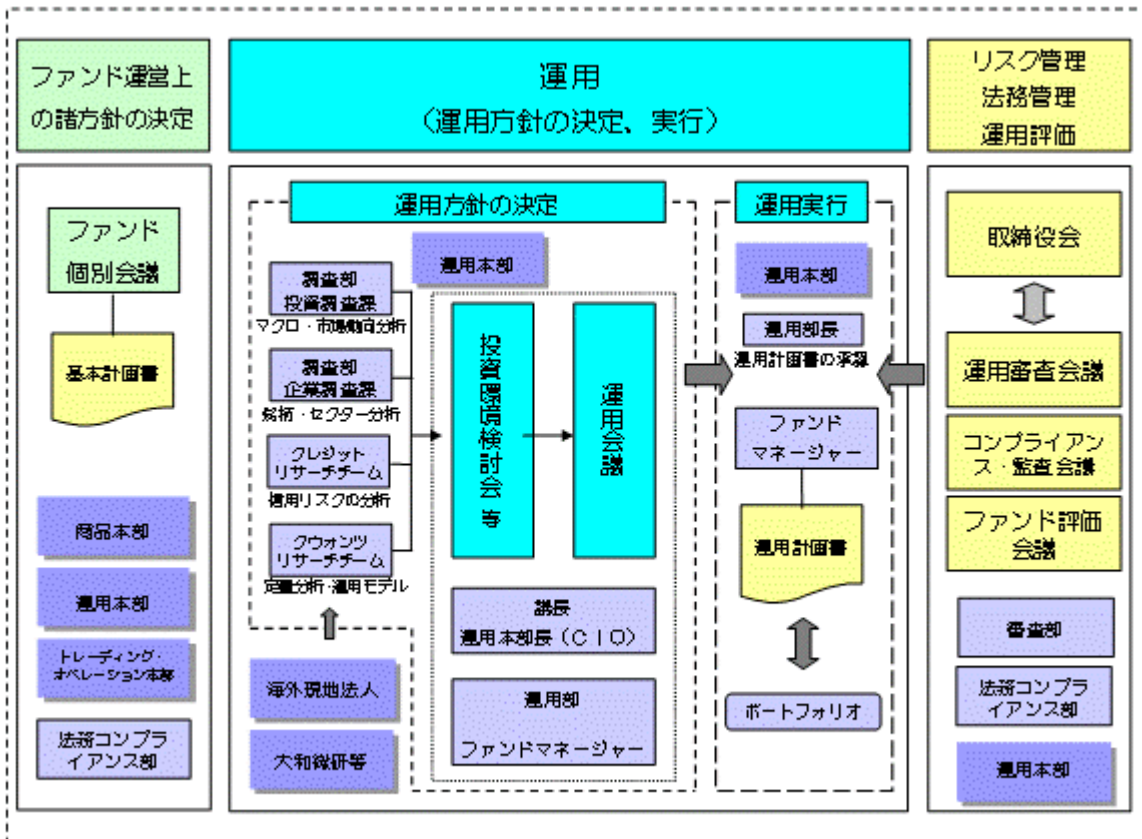 ファンド運営上
の諸方針の決定
運用
(運用方針の決定、実行)
リスク管理
法務管理
運用評価
ファンド
個別会議
基本計画書
商品本部
運用本部
トレーディング・
オペレーション本部
法務コンプラ
イアンス部
運用方針の決定
運用本部
調査部
投資調査課
マクロ・市場動向分析
調査部
企業調査課
銘柄・セクター分析
クレジット
リサーチチーム
信用リスクの分析
クウォンツ
リサーチチーム
定量分析・運用モデル
海外現地法人
大和総研等
投資環境検討会 等
運用会議
議長
運用本部長(CIO)
運用部
ファンドマネージャー
運用実行
運用本部
運用部長
運用計画書の承認
ファンド
マネージャー
運用計画書
ポートフォリオ
取締役会
運用審査会議
コンプライアン
ス・監査会議
ファンド評価
会議
審査部
法務コンプラ
イアンス部
運用本部